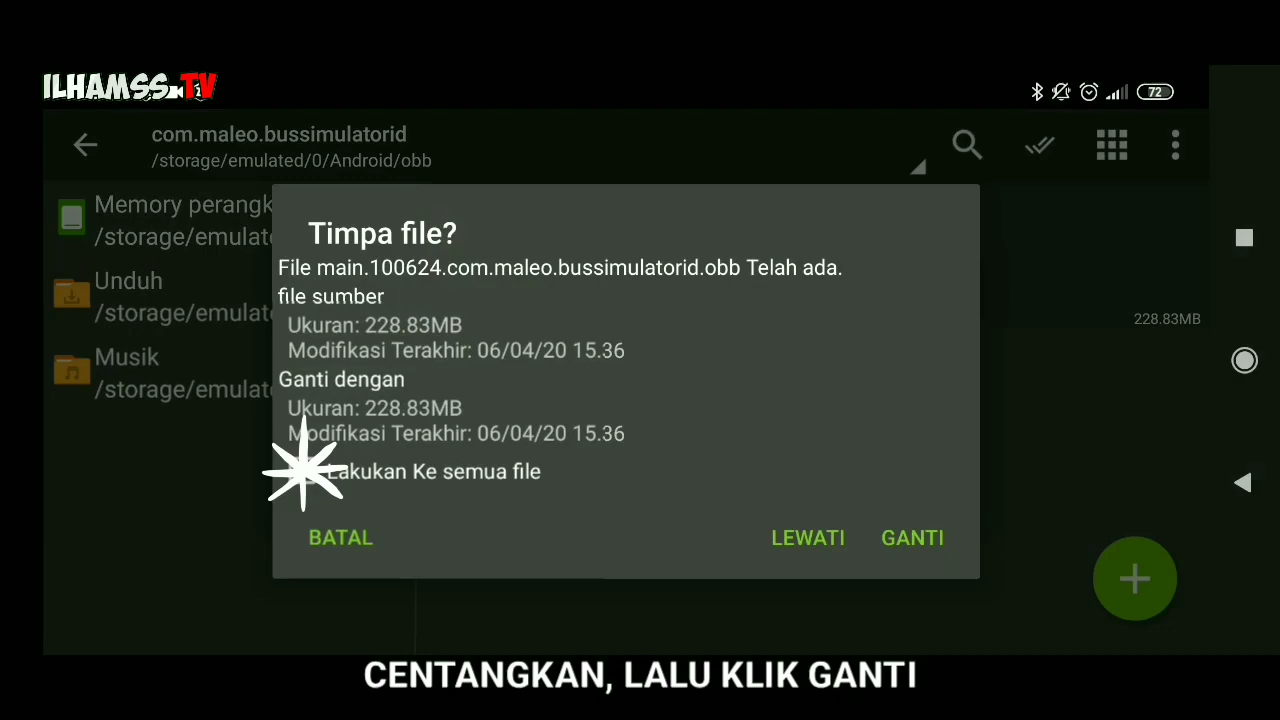 ILHAMSS TV
72
com.maleo.bussimulatorid
/storage/emulated/0/Android/obb
Memory perangk
/storage/emulate
Unduh
/storage/emulate
Musik
/storage/emulate
228.83MB
Timpa file?
File main.100624.com.maleo.bussimulatorid.obb Telah ada.
file sumber
Ukuran: 228.83MB
Modifikasi Terakhir: 06/04/20 15.36
Ganti dengan
Ukuran: 228.83MB
Modifikasi Terakhir: 06/04/20 15.36
Lakukan Ke semua file
BATAL
LEWATI
GANTI
CENTANGKAN, LALU KLIK GANTI